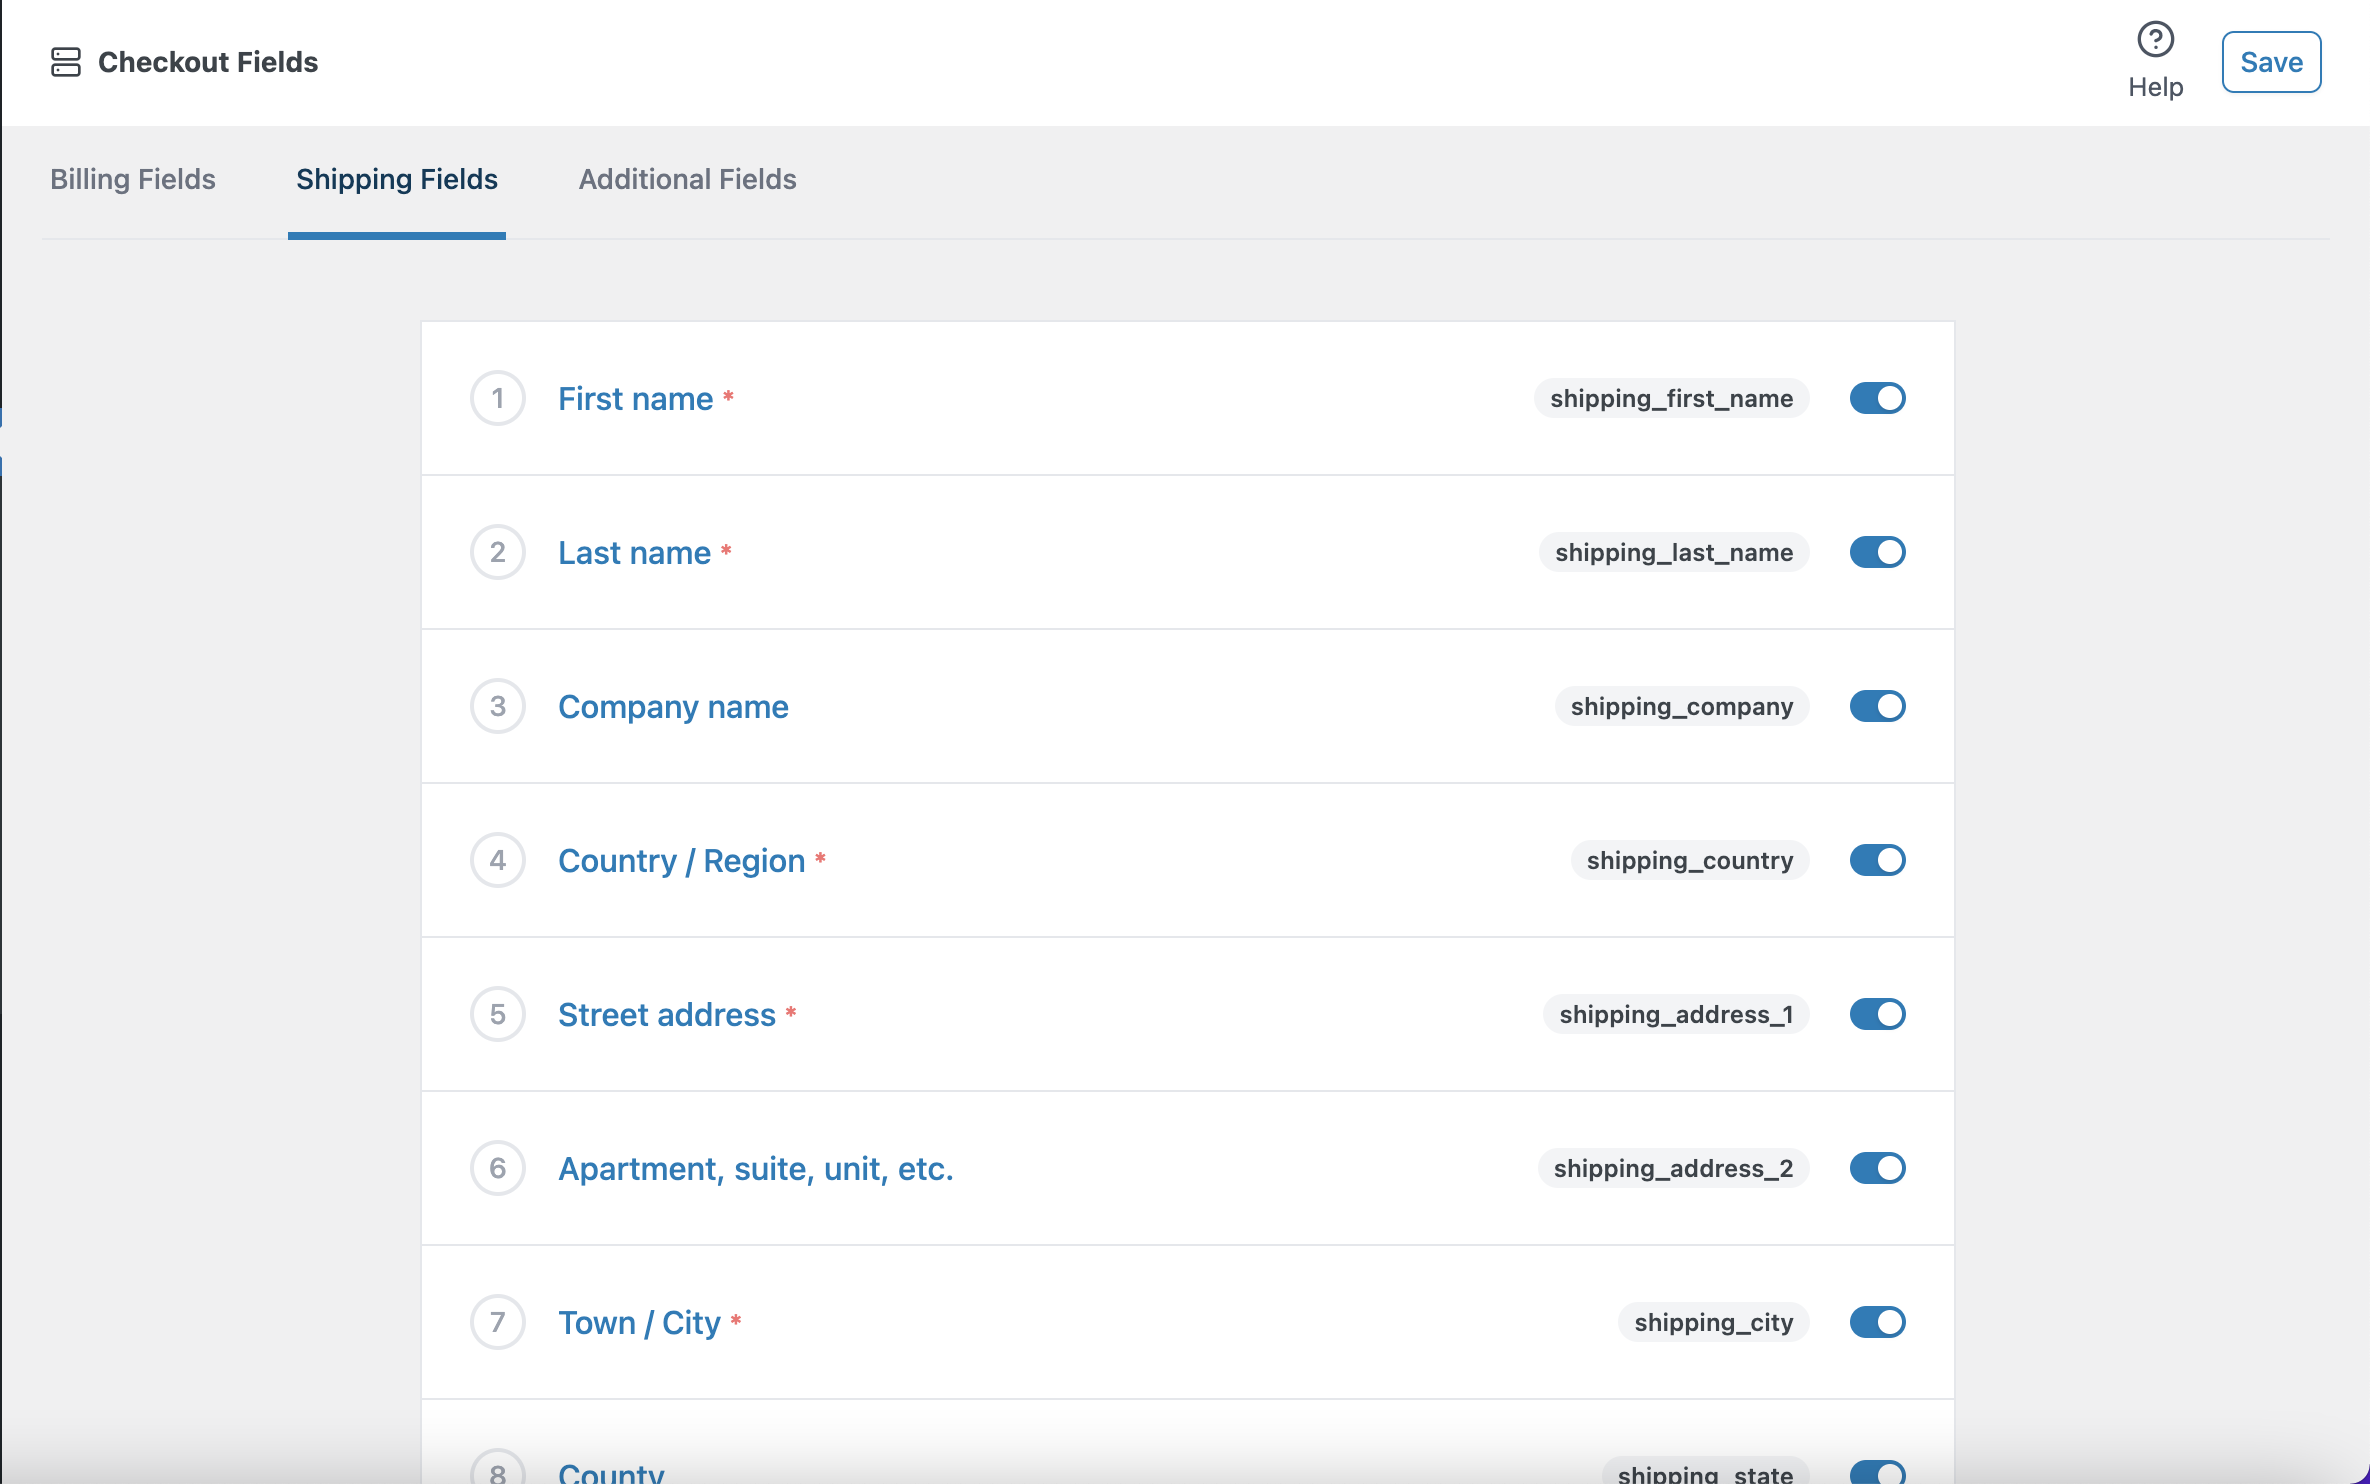 Checkout Fields
Help
Save
Billing Fields
Shipping Fields
Additional Fields
1 First name * shipping_first_name
2 Last name * shipping_last_name
3 Company name shipping_company
4 Country / Region * shipping_country
5 Street address * shipping_address_1
6 Apartment, suite, unit, etc. shipping_address_2
7 Town / City * shipping_city
8 County shipping_state